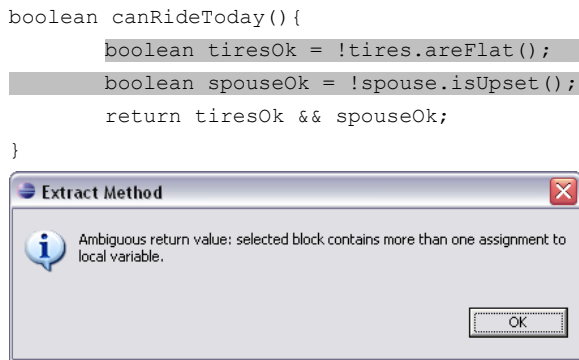 boolean canRideToday(){
boolean tiresOk = !tires.areFlat();
boolean spouseOk = !spouse.isUpset();
return tiresOk && spouseOk;
}
Extract Method
Ambiguous return value: selected block contains more than one assignment to
local variable.
OK